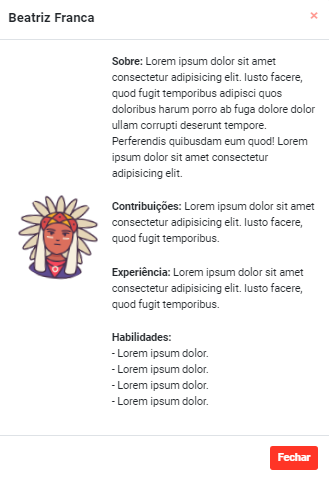 Beatriz Franca
×
Sobre: Lorem ipsum dolor sit amet
consectetur adipisicing elit. Iusto facere,
quod fugit temporibus adipisci quos
doloribus harum porro ab fuga dolore dolor
ullam corrupti deserunt tempore.
Perferendis quibusdam eum quod! Lorem
ipsum dolor sit amet consectetur
adipisicing elit.
Contribuições: Lorem ipsum dolor sit amet
consectetur adipisicing elit. Iusto facere,
quod fugit temporibus.
Experiência: Lorem ipsum dolor sit amet
consectetur adipisicing elit. Iusto facere,
quod fugit temporibus.
Habilidades:
- Lorem ipsum dolor.
- Lorem ipsum dolor.
- Lorem ipsum dolor.
- Lorem ipsum dolor.
Fechar